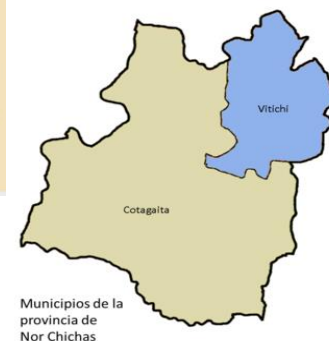 Vitichi
Cotagaita
Municipios de la
provincia de
Nor Chichas